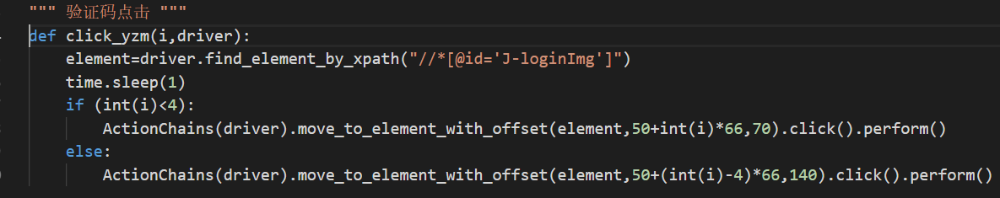 """ 验证码点击 """
def click_yzm(i,driver):
    element=driver.find_element_by_xpath("//*[@id='J-loginImg']")
    time.sleep(1)
    if (int(i)<4):
        ActionChains(driver).move_to_element_with_offset(element,50+int(i)*66,70).click().perform()
    else:
        ActionChains(driver).move_to_element_with_offset(element,50+(int(i)-4)*66,140).click().perform()